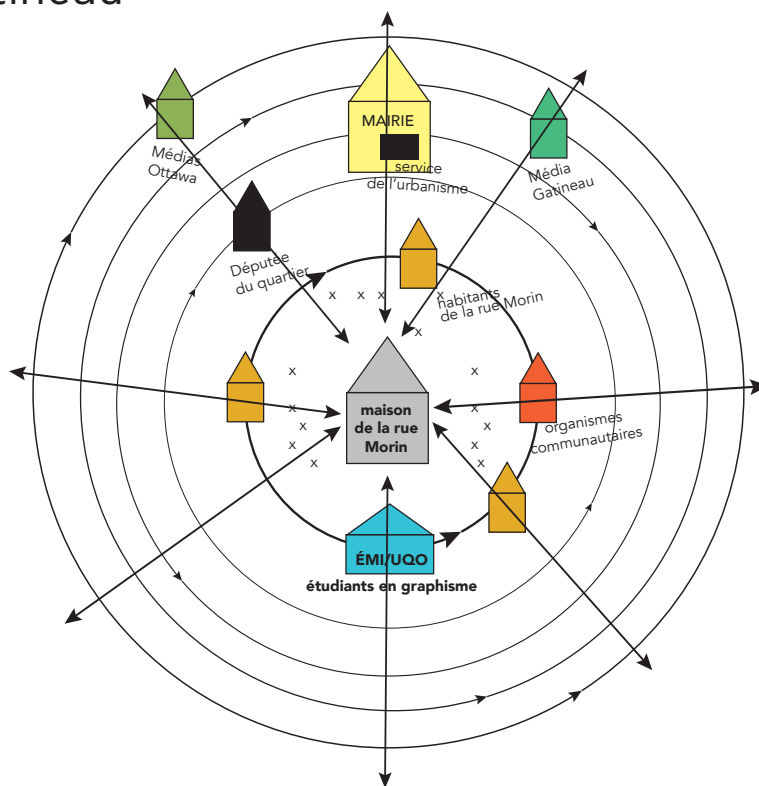 MAIRIE
service
de l'urbanisme
Médias
Ottawa
Média
Gatineau
Députée
du quartier
habitants
de la rue Morin
x x x x
x
x x
maison
de la rue
Morin
x x
x x
x x
x x
organismes
communautaires
ÉMI/UQO
étudiants en graphisme